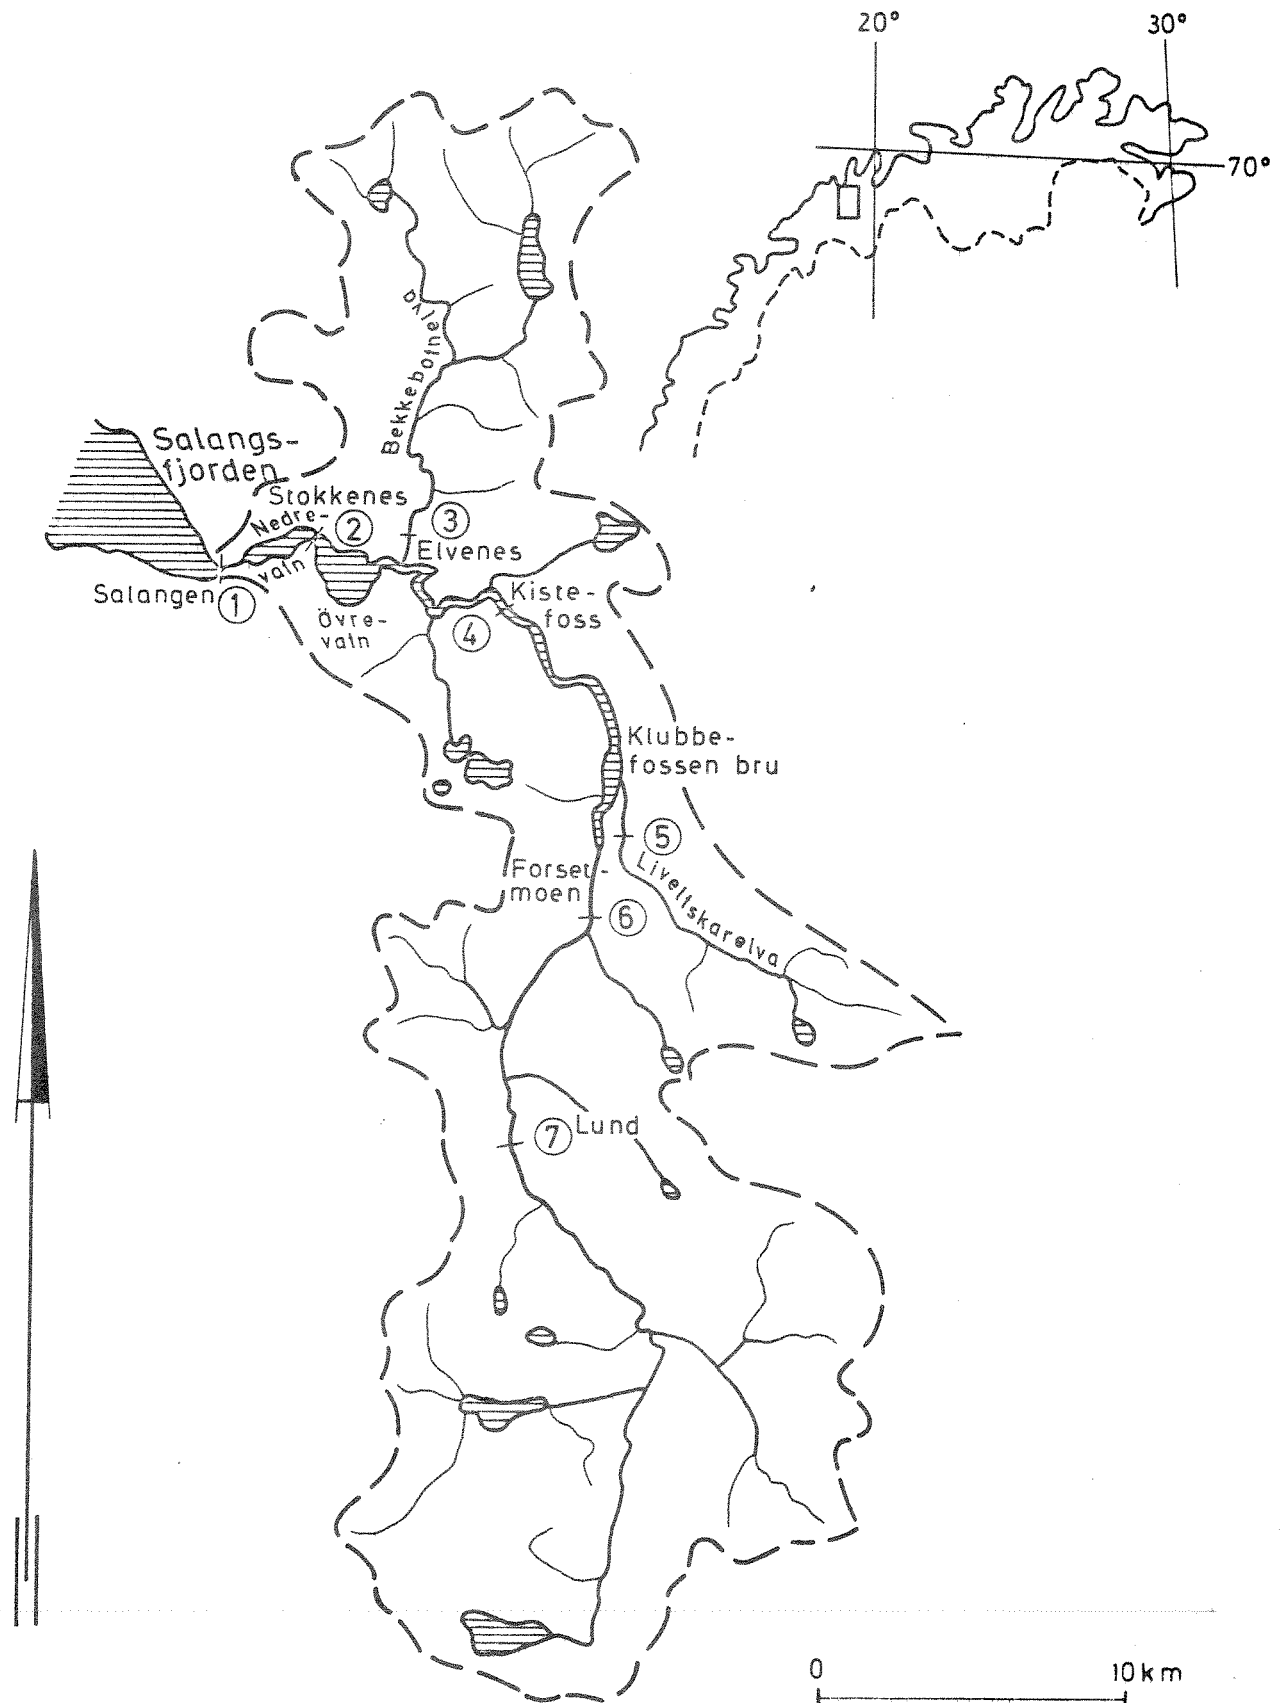 20°
30°
70°
Bekkebotnelva
Salangs-
fjorden
Stokkenes
Nedre-
vatn
2
3
Elvenes
Salangen
1
Övre-
vatn
4
Kiste-
foss
Klubbe-
fossen bru
5
Forset-
moen
6
Liveltskarelva
7
Lund
0
10 km